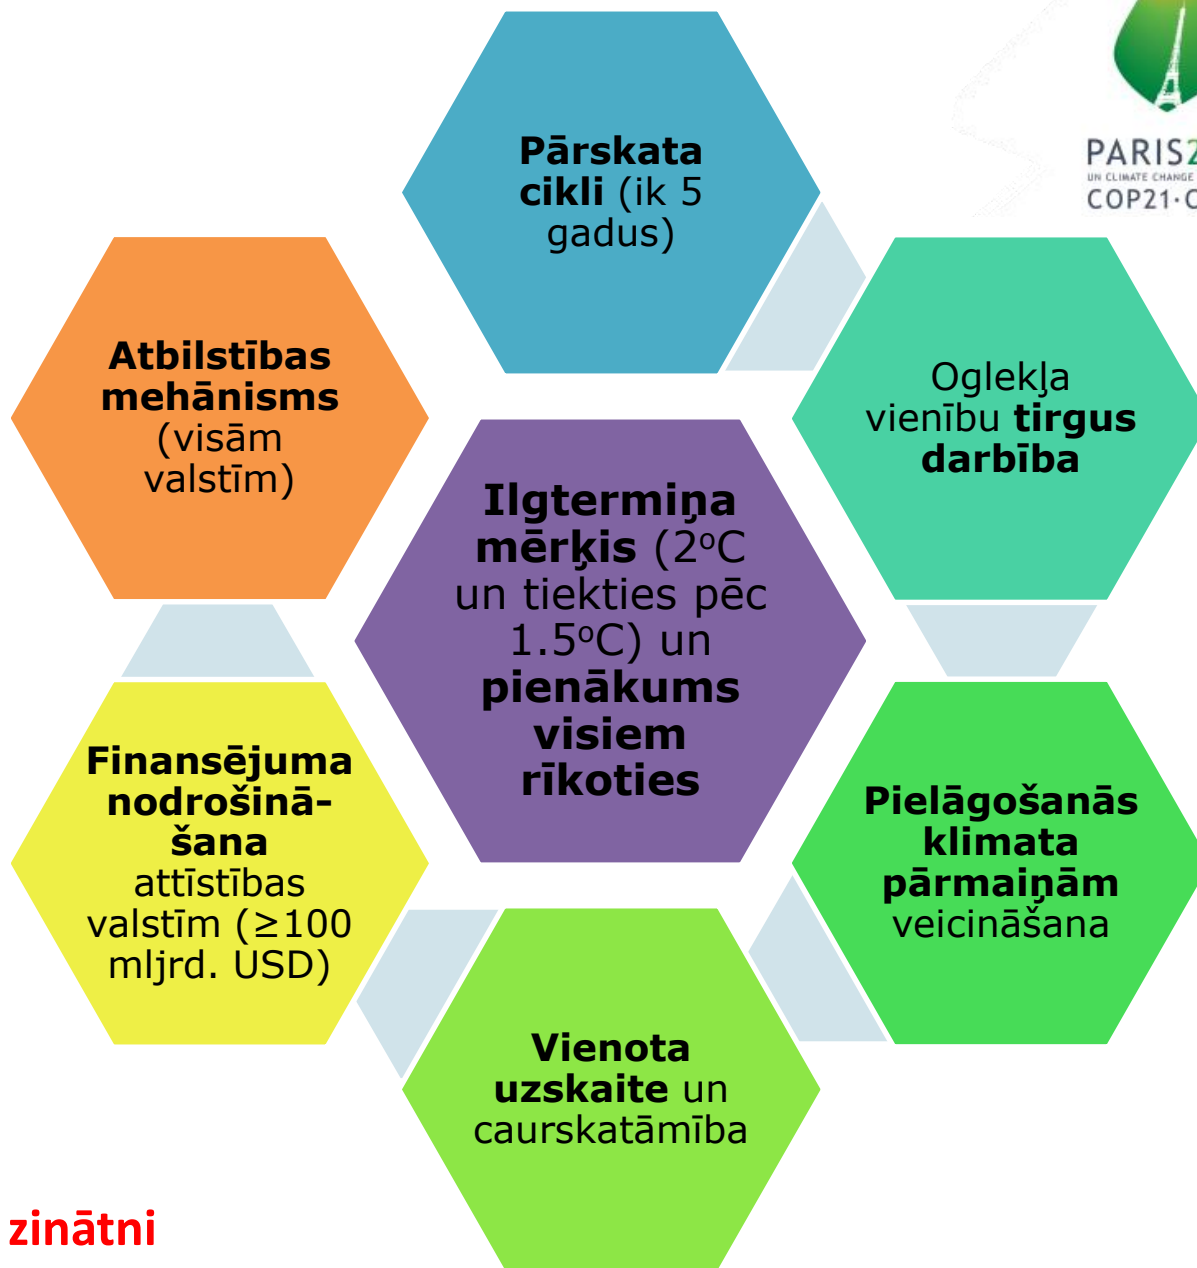 PARIS2
UN CLIMATE CHANGE
COP21·C
Pārskata
cikli (ik 5
gadus)
Atbilstības
mehānisms
(visām
valstīm)
Oglekļa
vienību tirgus
darbība
Ilgtermiņa
mērķis (2ºC
un tiekties pēc
1.5ºC) un
pienākums
visiem
rīkoties
Finansējuma
nodrošinā-
šana
attīstības
valstīm (≥100
mljrd. USD)
Pielāgošanās
klimata
pārmaiņām
veicināšana
Vienota
uzskaite un
caurskatāmība
zinātni